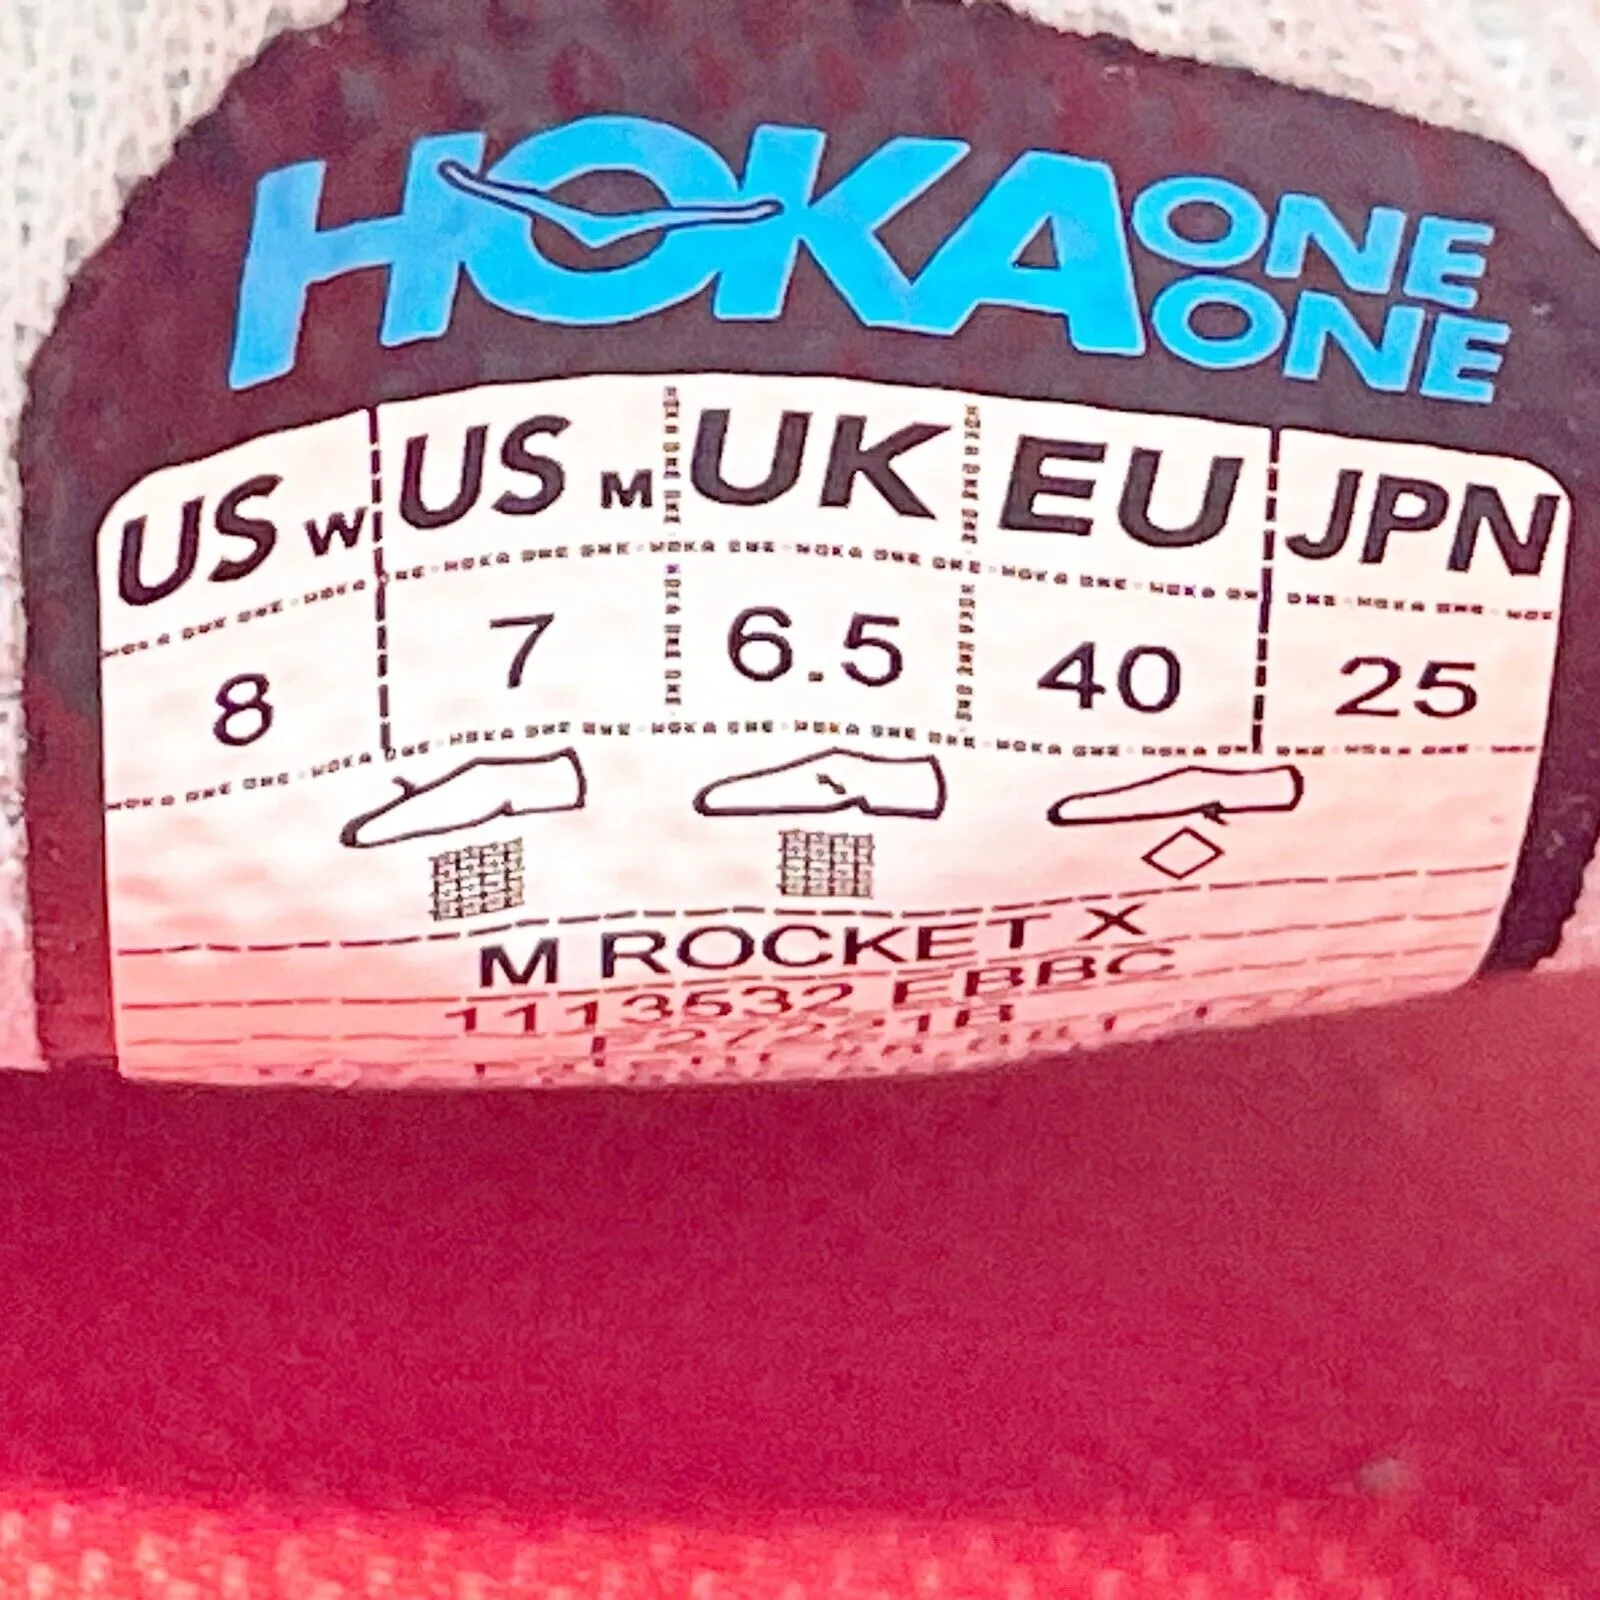 HOKA ONE ONE
US W US M UK EU JPN
8 7 6.5 40 25
M ROCKET X
1113532 EBBC